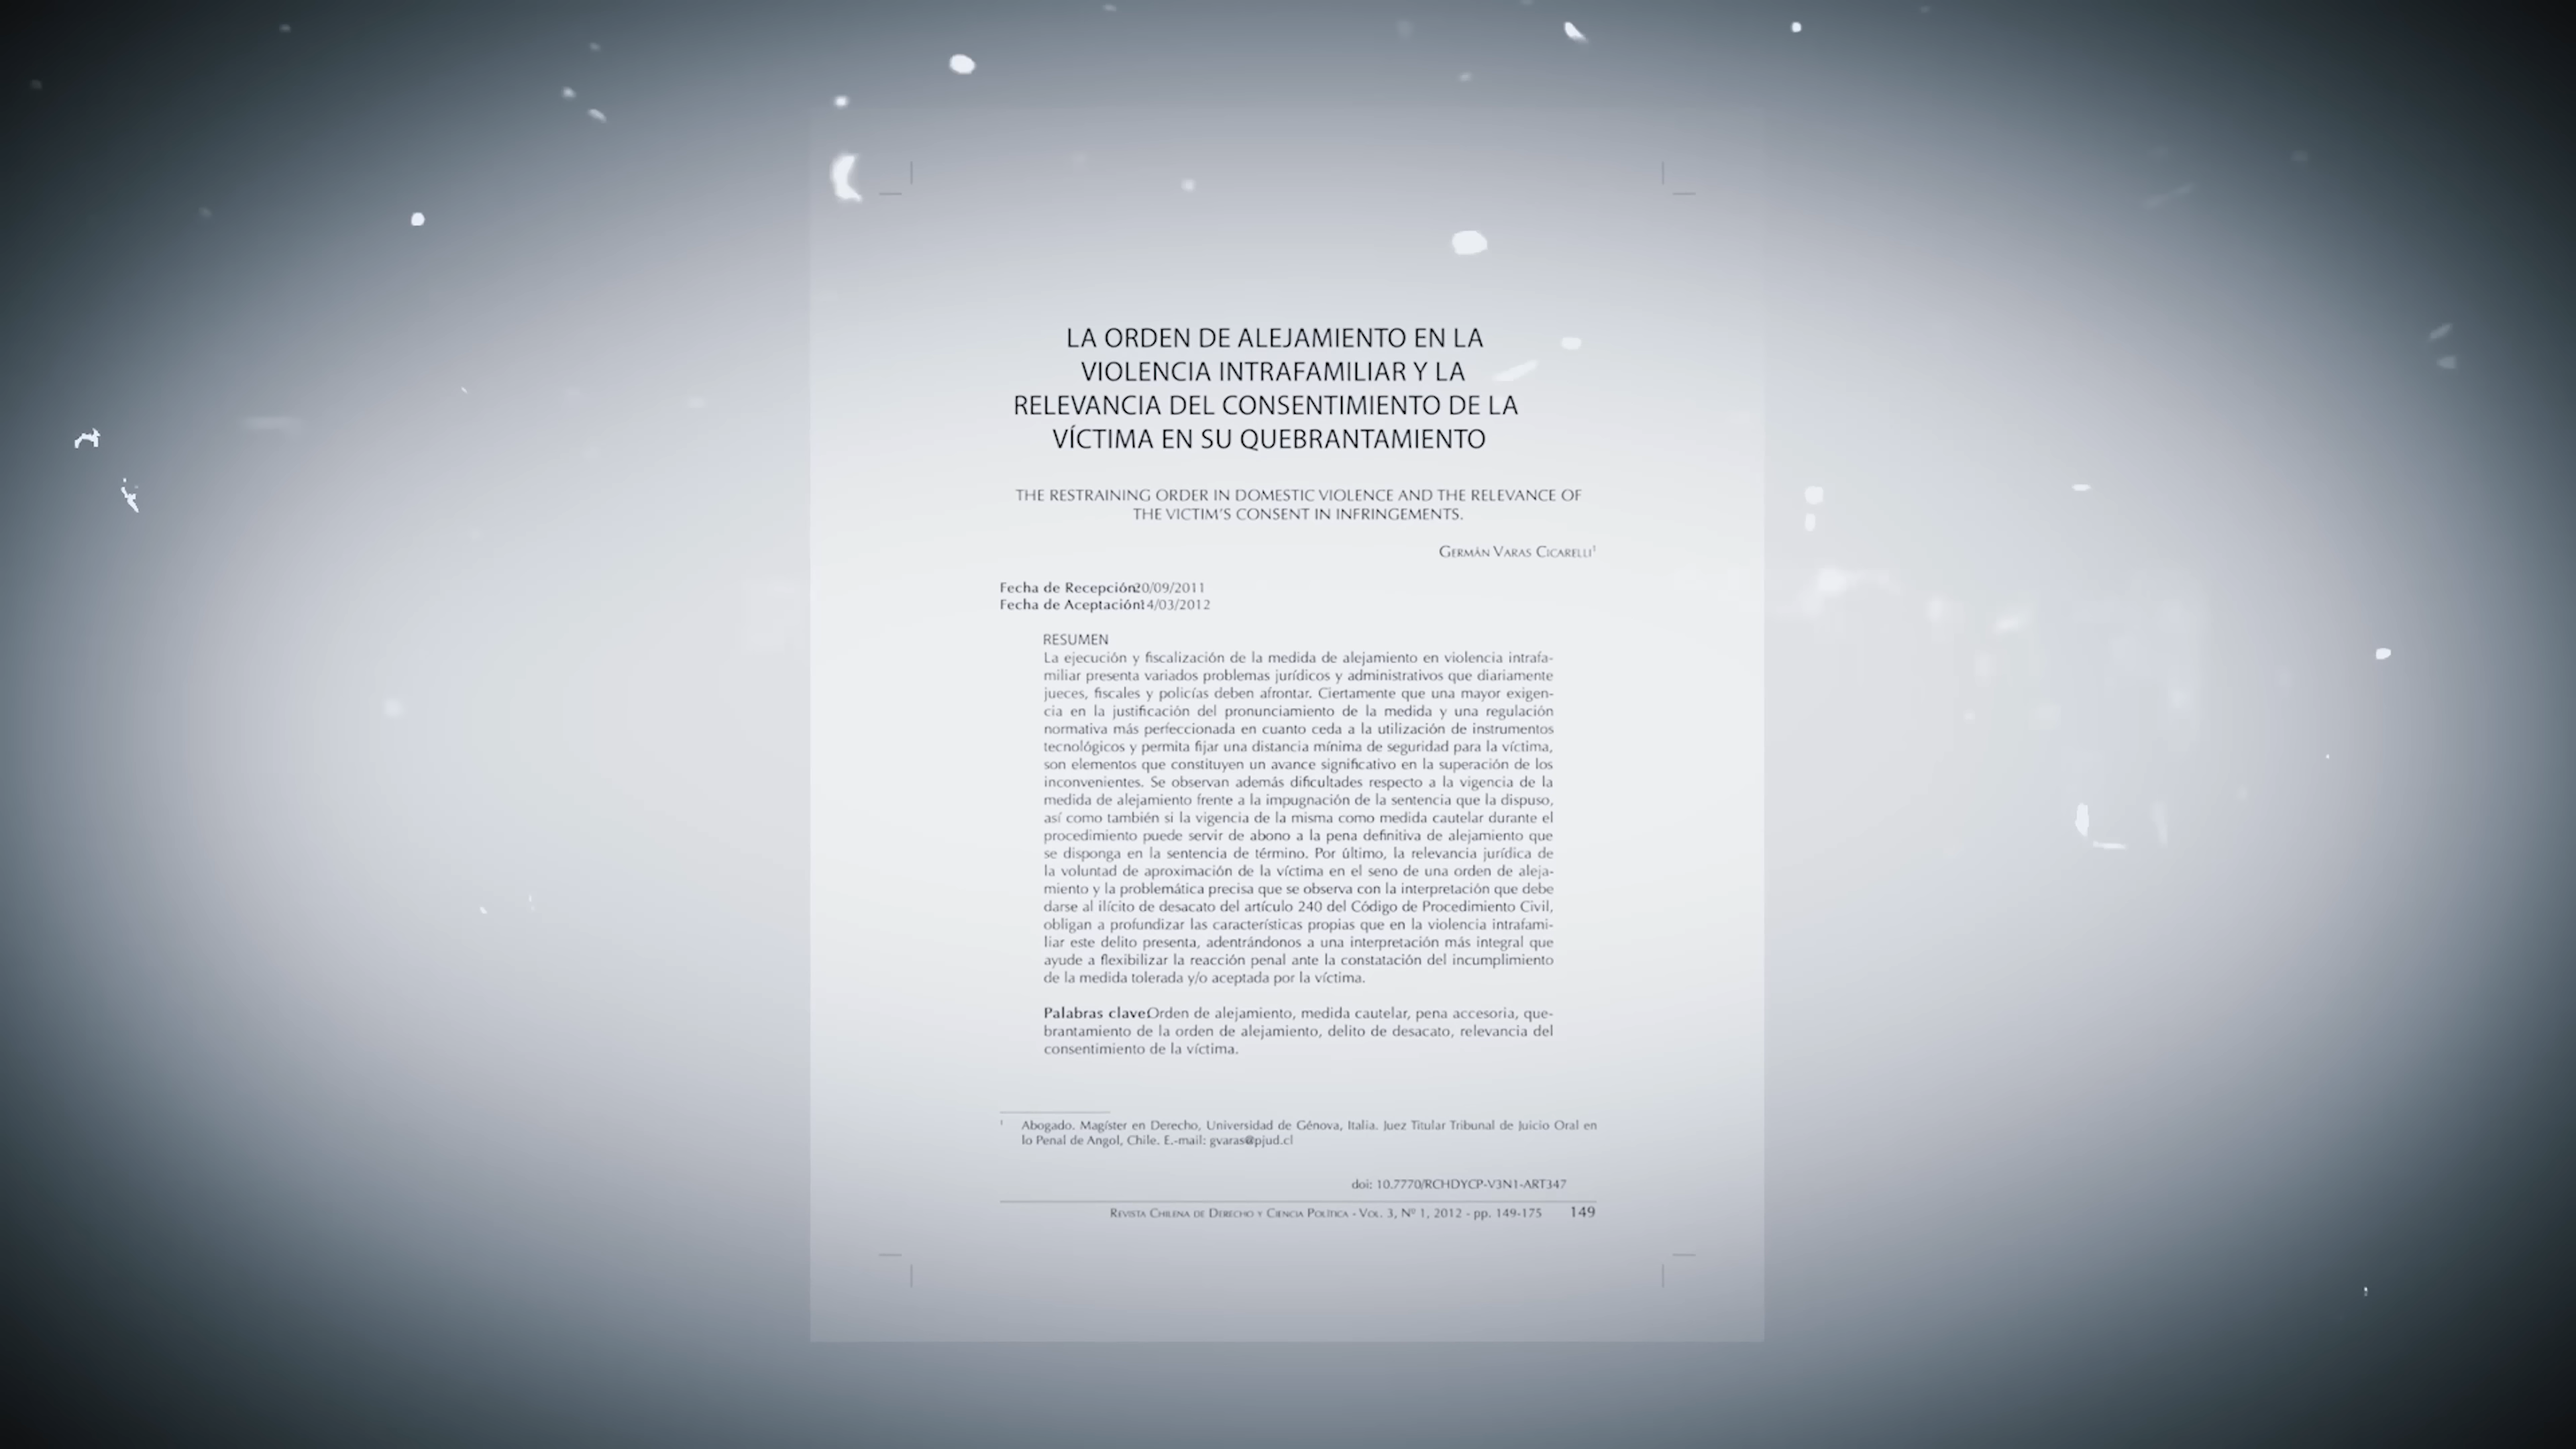 LA ORDEN DE ALEJAMIENTO EN LA
VIOLENCIA INTRAFAMILIAR Y LA
RELEVANCIA DEL CONSENTIMIENTO DE LA
VÍCTIMA EN SU QUEBRANTAMIENTO
THE RESTRAINING ORDER IN DOMESTIC VIOLENCE AND THE RELEVANCE OF
THE VICTIM'S CONSENT IN INFRINGEMENTS.
GERMÁN VARAS CICARELLI¹
Fecha de Recepción:20/09/2011
Fecha de Aceptación:14/03/2012
RESUMEN
La ejecución y fiscalización de la medida de alejamiento en violencia intrafa-
miliar presenta variados problemas jurídicos y administrativos que diariamente
jueces, fiscales y policías deben afrontar. Ciertamente que una mayor exigen-
cia en la justificación del pronunciamiento de la medida y una regulación
normativa más perfeccionada en cuanto ceda a la utilización de instrumentos
tecnológicos y permita fijar una distancia mínima de seguridad para la víctima,
son elementos que constituyen un avance significativo en la superación de los
inconvenientes. Se observan además dificultades respecto a la vigencia de la
medida de alejamiento frente a la impugnación de la sentencia que la dispuso,
así como también si la vigencia de la misma como medida cautelar durante el
procedimiento puede servir de abono a la pena definitiva de alejamiento que
se disponga en la sentencia de término. Por último, la relevancia jurídica de
la voluntad de aproximación de la víctima en el seno de una orden de aleja-
miento y la problemática precisa que se observa con la interpretación que debe
darse al ilícito de desacato del artículo 240 del Código de Procedimiento Civil,
obligan a profundizar las características propias que en la violencia intrafami-
liar este delito presenta, adentrándonos a una interpretación más integral que
ayude a flexibilizar la reacción penal ante la constatación del incumplimiento
de la medida tolerada y/o aceptada por la víctima.
Palabras clave:Orden de alejamiento, medida cautelar, pena accesoria, que-
brantamiento de la orden de alejamiento, delito de desacato, relevancia del
consentimiento de la víctima.
¹ Abogado. Magíster en Derecho, Universidad de Génova, Italia. Juez Titular Tribunal de Juicio Oral en
lo Penal de Angol, Chile. E.-mail: gvaras@pjud.cl
doi: 10.7770/RCHDYCP-V3N1-ART347
REVISTA CHILENA DE DERECHO Y CIENCIA POLÍTICA - VOL. 3, Nº 1, 2012 - pp. 149-175 149